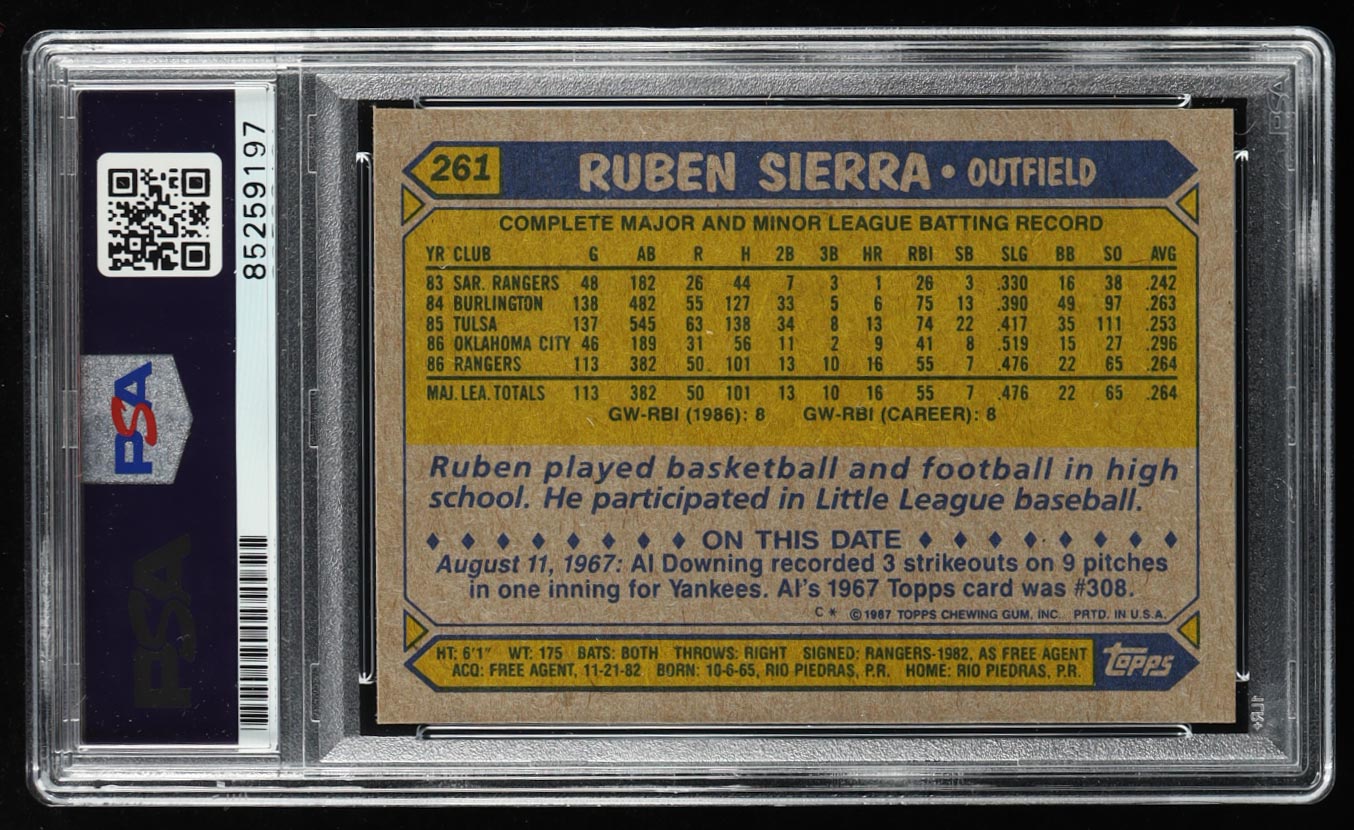 85259197
PSA
PSA
PSA
261 RUBEN SIERRA • OUTFIELD
COMPLETE MAJOR AND MINOR LEAGUE BATTING RECORD
YR CLUB G AB R H 2B 3B HR RBI SB SLG BB SO AVG
83 SAR. RANGERS 48 182 26 44 7 3 1 26 3 .330 16 38 .242
84 BURLINGTON 138 482 55 127 33 5 6 75 13 .390 49 97 .263
85 TULSA 137 545 63 138 34 8 13 74 22 .417 35 111 .253
86 OKLAHOMA CITY 46 189 31 56 11 2 9 41 8 .519 15 27 .296
86 RANGERS 113 382 50 101 13 10 16 55 7 .476 22 65 .264
MAJ. LEA. TOTALS 113 382 50 101 13 10 16 55 7 .476 22 65 .264
GW-RBI (1986): 8 GW-RBI (CAREER): 8
Ruben played basketball and football in high
school. He participated in Little League baseball.
ON THIS DATE
August 11, 1967: Al Downing recorded 3 strikeouts on 9 pitches
in one inning for Yankees. Al's 1967 Topps card was #308.
C * © 1987 TOPPS CHEWING GUM, INC. PRTD. IN U.S.A.
HT: 6'1" WT: 175 BATS: BOTH THROWS: RIGHT SIGNED: RANGERS-1982, AS FREE AGENT
ACQ: FREE AGENT, 11-21-82 BORN: 10-6-65, RIO PIEDRAS, P.R. HOME: RIO PIEDRAS, P.R.
topps